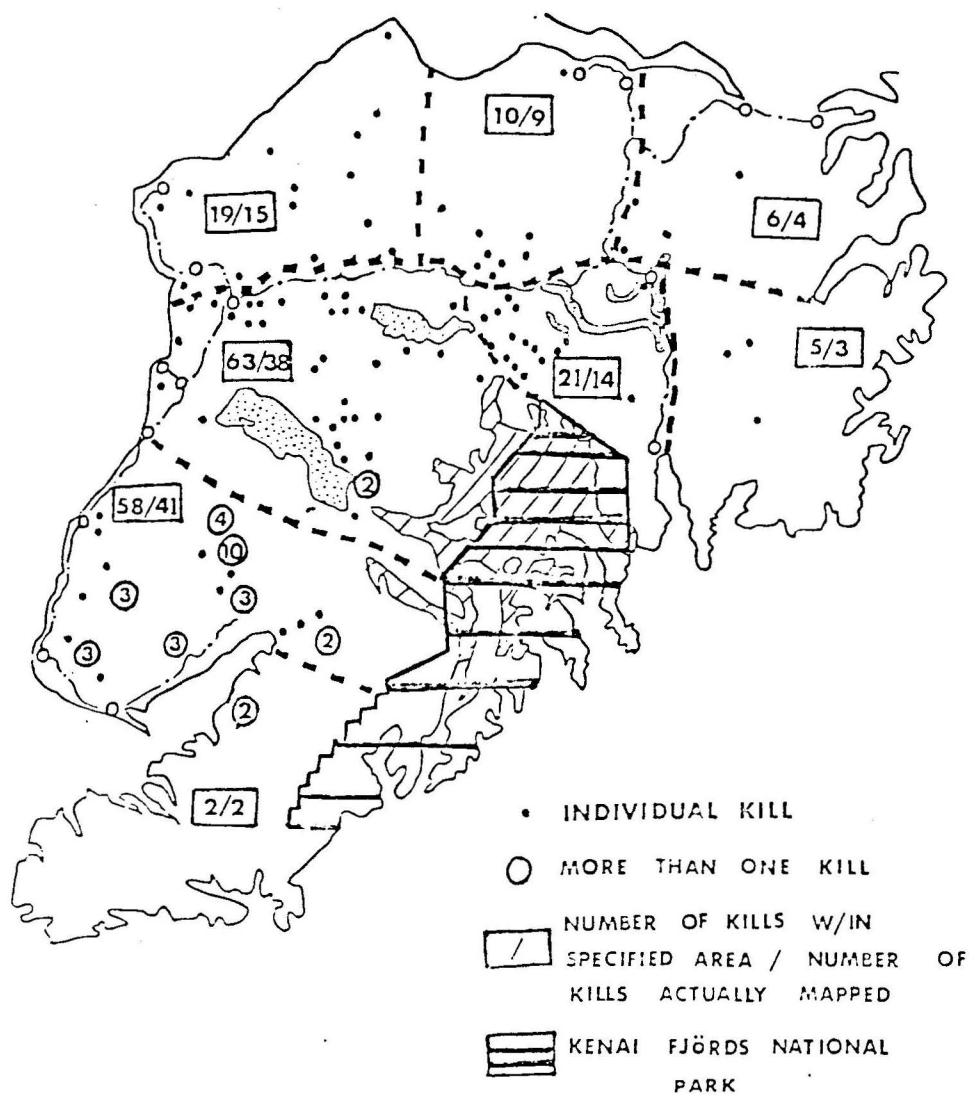 10/9
19/15
6/4
63/38
21/14
5/3
2
58/41
4
10
3
3
3
3
2
2
2/2
INDIVIDUAL KILL
MORE THAN ONE KILL
NUMBER OF KILLS W/IN
/ SPECIFIED AREA / NUMBER OF
KILLS ACTUALLY MAPPED
KENAI FJÖRDS NATIONAL
PARK